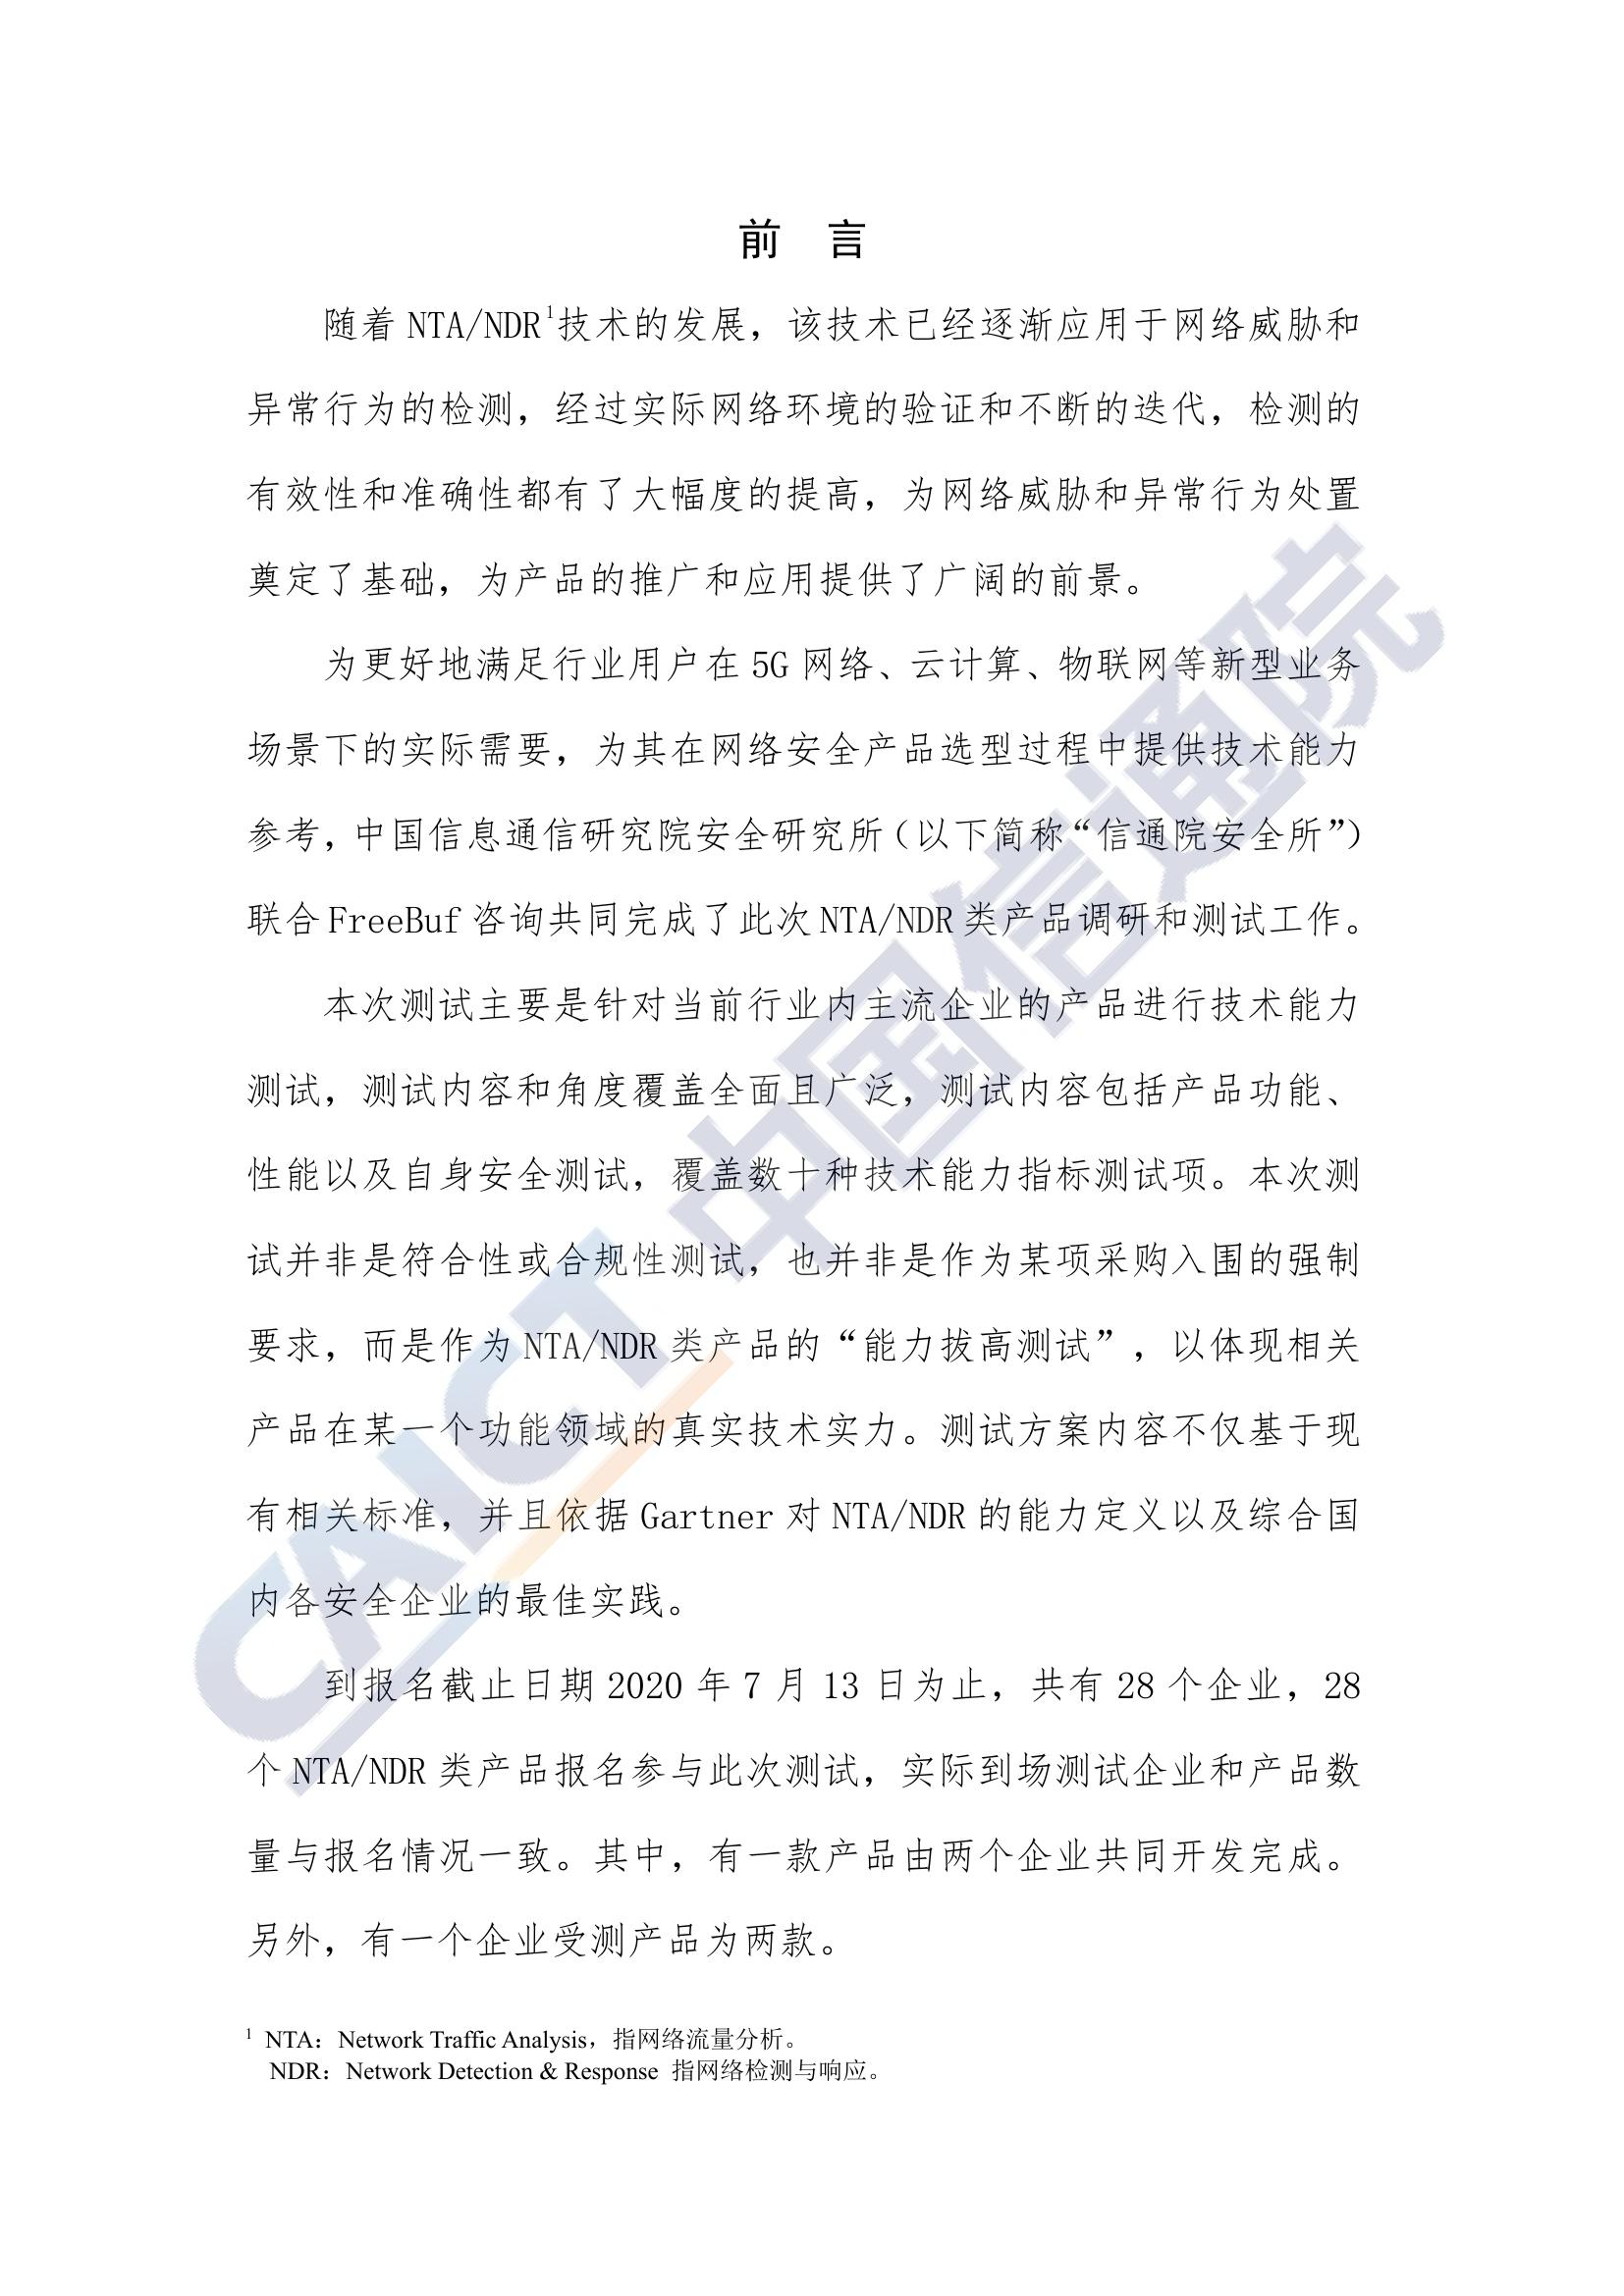 前 言
随着 NTA/NDR¹技术的发展，该技术已经逐渐应用于网络威胁和
异常行为的检测，经过实际网络环境的验证和不断的迭代，检测的
有效性和准确性都有了大幅度的提高，为网络威胁和异常行为处置
奠定了基础，为产品的推广和应用提供了广阔的前景。
为更好地满足行业用户在 5G 网络、云计算、物联网等新型业务
场景下的实际需要，为其在网络安全产品选型过程中提供技术能力
参考，中国信息通信研究院安全研究所（以下简称“信通院安全所”）
联合 FreeBuf 咨询共同完成了此次 NTA/NDR 类产品调研和测试工作。
本次测试主要是针对当前行业内主流企业的产品进行技术能力
测试，测试内容和角度覆盖全面且广泛，测试内容包括产品功能、
性能以及自身安全测试，覆盖数十种技术能力指标测试项。本次测
试并非是符合性或合规性测试，也并非是作为某项采购入围的强制
要求，而是作为 NTA/NDR 类产品的“能力拔高测试”，以体现相关
产品在某一个功能领域的真实技术实力。测试方案内容不仅基于现
有相关标准，并且依据 Gartner 对 NTA/NDR 的能力定义以及综合国
内各安全企业的最佳实践。
到报名截止日期 2020 年 7 月 13 日为止，共有 28 个企业，28
个 NTA/NDR 类产品报名参与此次测试，实际到场测试企业和产品数
量与报名情况一致。其中，有一款产品由两个企业共同开发完成。
另外，有一个企业受测产品为两款。
¹ NTA：Network Traffic Analysis，指网络流量分析。
NDR：Network Detection & Response 指网络检测与响应。
CAICT 中国信通院